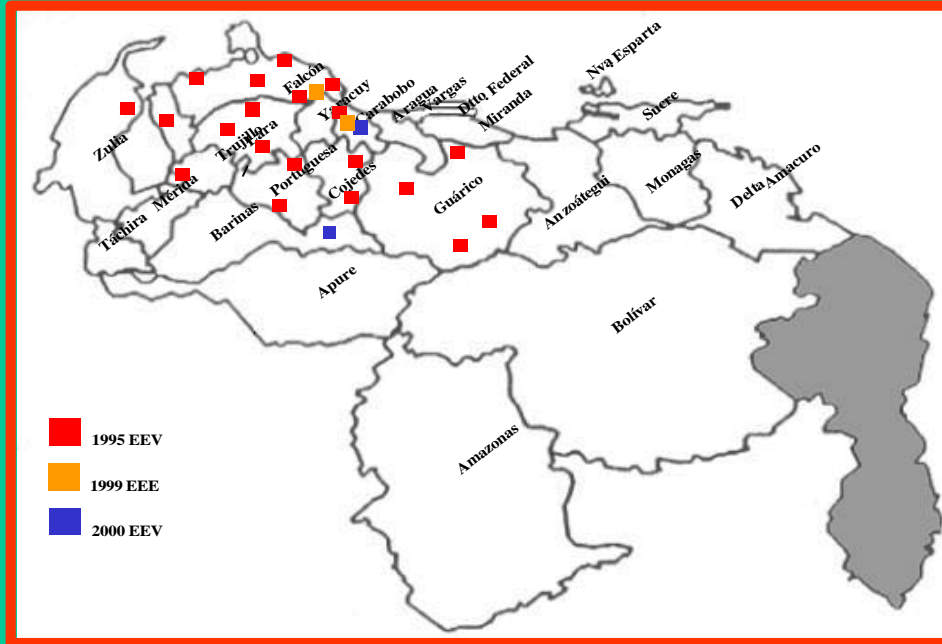 Nva Esparta
Falcón
Yaracuy
Carabobo
Aragua
Vargas
Dtto Federal
Miranda
Sucre
Zulia
Trujillo
Lara
Portuguesa
Cojedes
Guárico
Anzoátegui
Monagas
Delta Amacuro
Mérida
Táchira
Barinas
Apure
Bolívar
Amazonas
1995 EEV
1999 EEE
2000 EEV